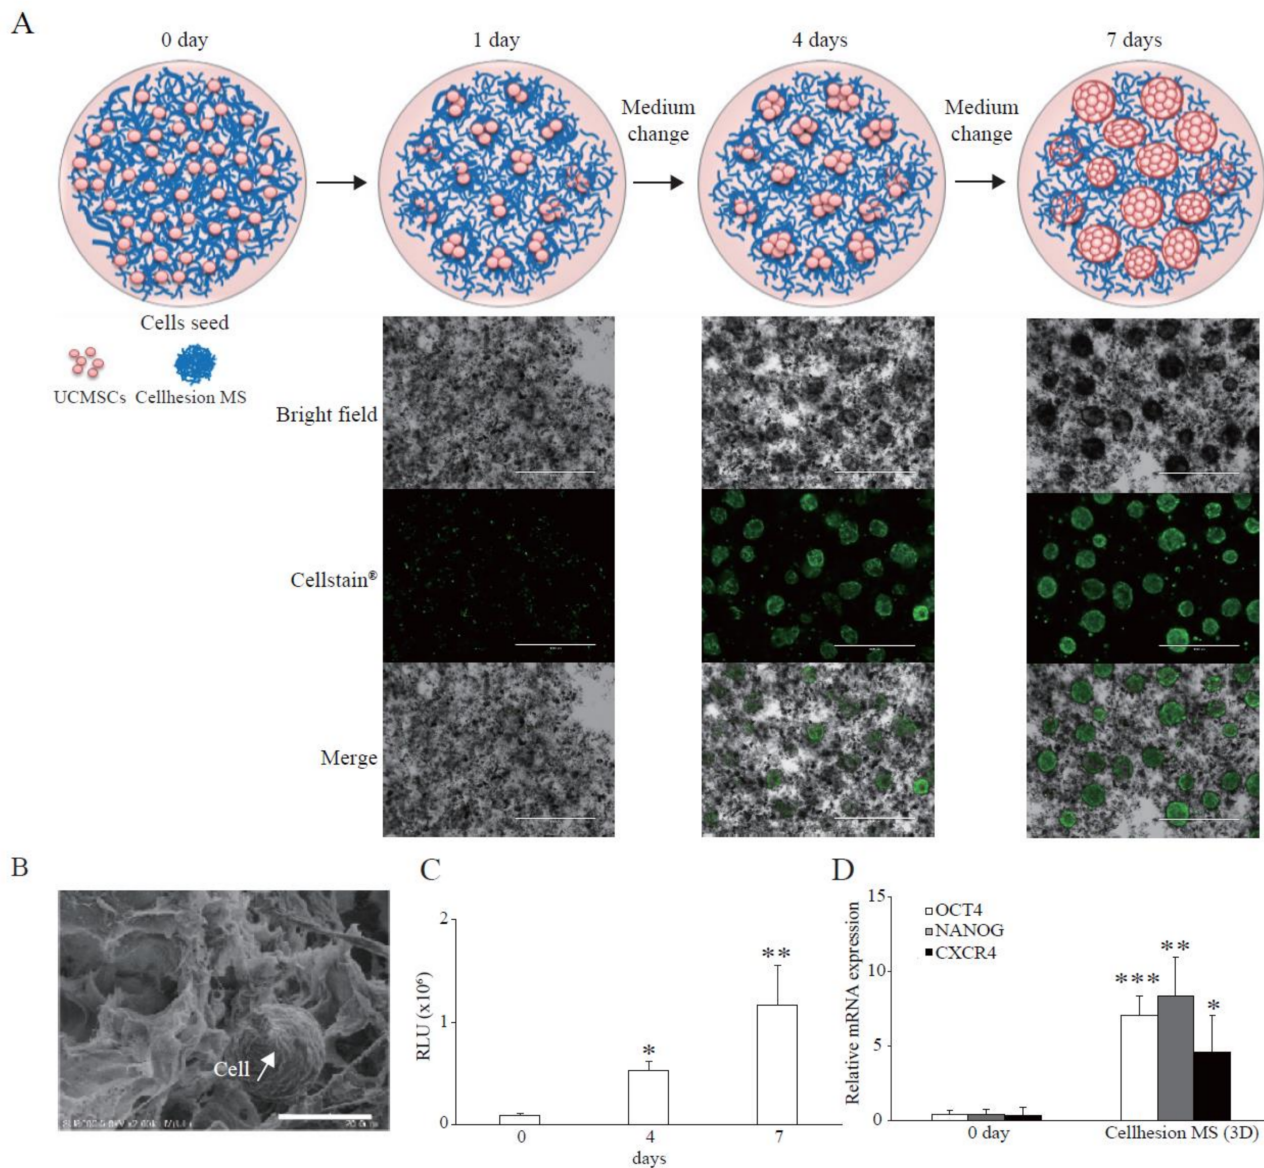 A
0 day
1 day
4 days
7 days
Medium
change
Medium
change
Cells seed
UCMSCs
Cellhesion MS
Bright field
Cellstain®
Merge
B
Cell
C
RLU (x10⁶)
2
1
0
*
**
0
4
7
days
D
Relative mRNA expression
15
10
5
0
OCT4
NANOG
CXCR4
***
**
*
0 day
Cellhesion MS (3D)